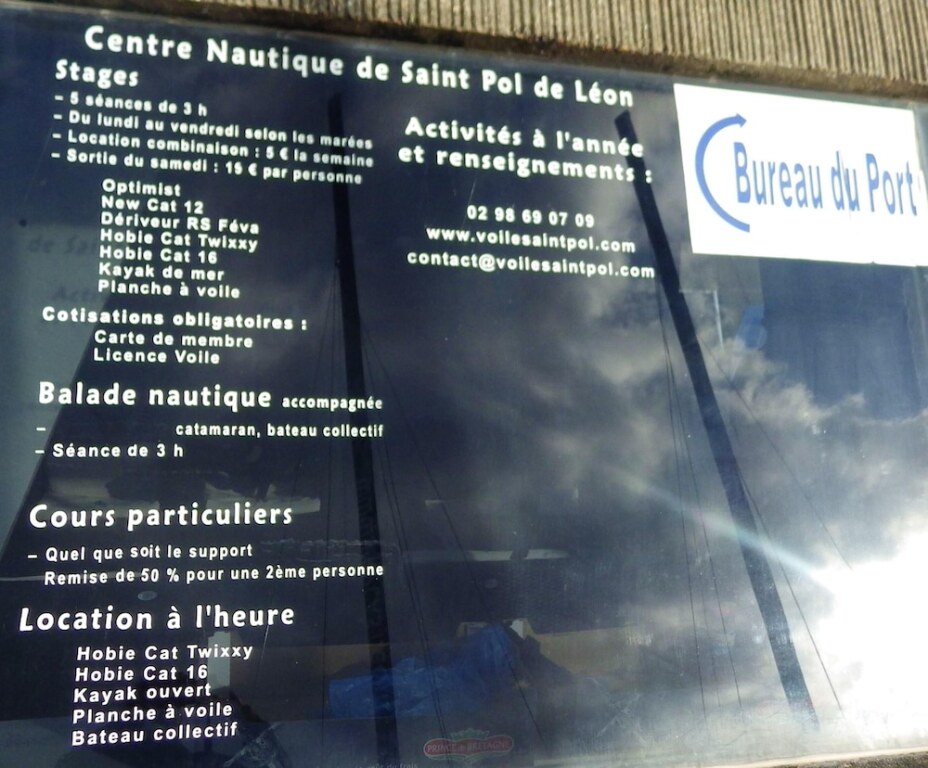 Centre Nautique de Saint Pol de Léon
Stages
- 5 séances de 3 h
- Du lundi au vendredi selon les marées
- Location combinaison : 5 € la semaine
- Sortie du samedi : 15 € par personne
Optimist
New Cat 12
Dériveur RS Féva
Hobie Cat Twixxy
Hobie Cat 16
Kayak de mer
Planche à voile
Cotisations obligatoires :
Carte de membre
Licence Voile
Balade nautique accompagnée
- catamaran, bateau collectif
- Séance de 3 h
Cours particuliers
- Quel que soit le support
Remise de 50 % pour une 2ème personne
Location à l'heure
Hobie Cat Twixxy
Hobie Cat 16
Kayak ouvert
Planche à voile
Bateau collectif
Activités à l'année
et renseignements :
02 98 69 07 09
www.voilesaintpol.com
contact@voilesaintpol.com
Bureau du Port
PRINCE de BRETAGNE